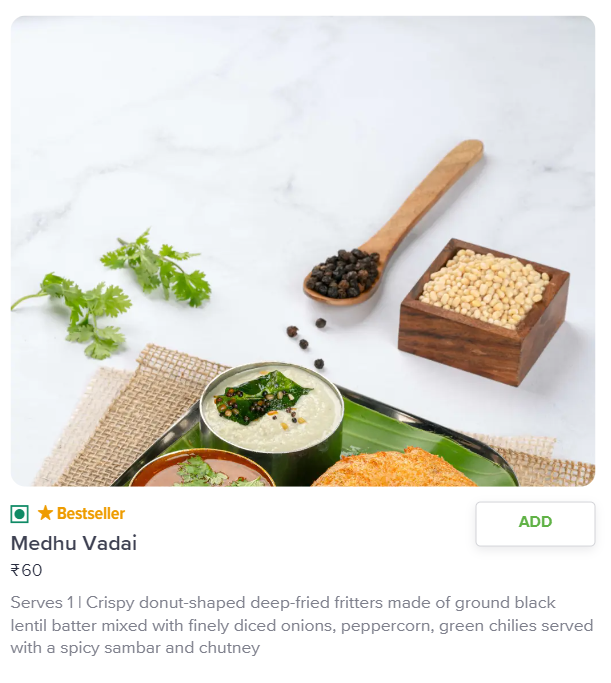 Bestseller
ADD
Medhu Vadai
₹60
Serves 1 | Crispy donut-shaped deep-fried fritters made of ground black
lentil batter mixed with finely diced onions, peppercorn, green chilies served
with a spicy sambar and chutney